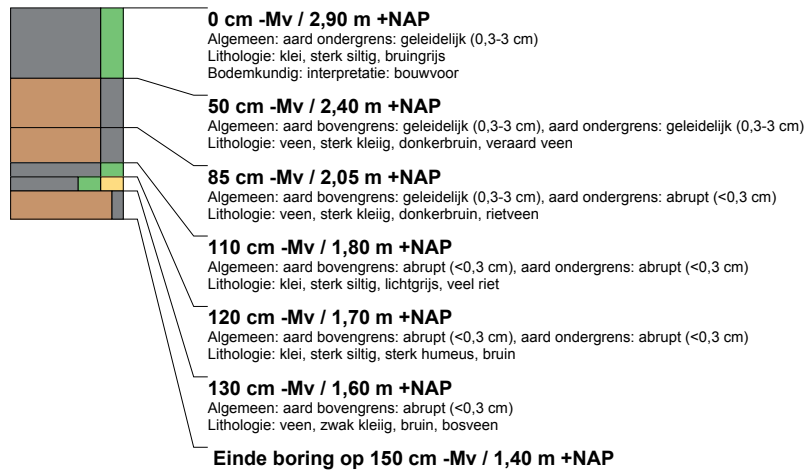 0 cm -Mv / 2,90 m +NAP
Algemeen: aard ondergrens: geleidelijk (0,3-3 cm)
Lithologie: klei, sterk siltig, bruingrijs
Bodemkundig: interpretatie: bouwvoor
50 cm -Mv / 2,40 m +NAP
Algemeen: aard bovengrens: geleidelijk (0,3-3 cm), aard ondergrens: geleidelijk (0,3-3 cm)
Lithologie: veen, sterk kleiig, donkerbruin, veraard veen
85 cm -Mv / 2,05 m +NAP
Algemeen: aard bovengrens: geleidelijk (0,3-3 cm), aard ondergrens: abrupt (<0,3 cm)
Lithologie: veen, sterk kleiig, donkerbruin, rietveen
110 cm -Mv / 1,80 m +NAP
Algemeen: aard bovengrens: abrupt (<0,3 cm), aard ondergrens: abrupt (<0,3 cm)
Lithologie: klei, sterk siltig, lichtgrijs, veel riet
120 cm -Mv / 1,70 m +NAP
Algemeen: aard bovengrens: abrupt (<0,3 cm), aard ondergrens: abrupt (<0,3 cm)
Lithologie: klei, sterk siltig, sterk humeus, bruin
130 cm -Mv / 1,60 m +NAP
Algemeen: aard bovengrens: abrupt (<0,3 cm)
Lithologie: veen, zwak kleiig, bruin, bosveen
Einde boring op 150 cm -Mv / 1,40 m +NAP